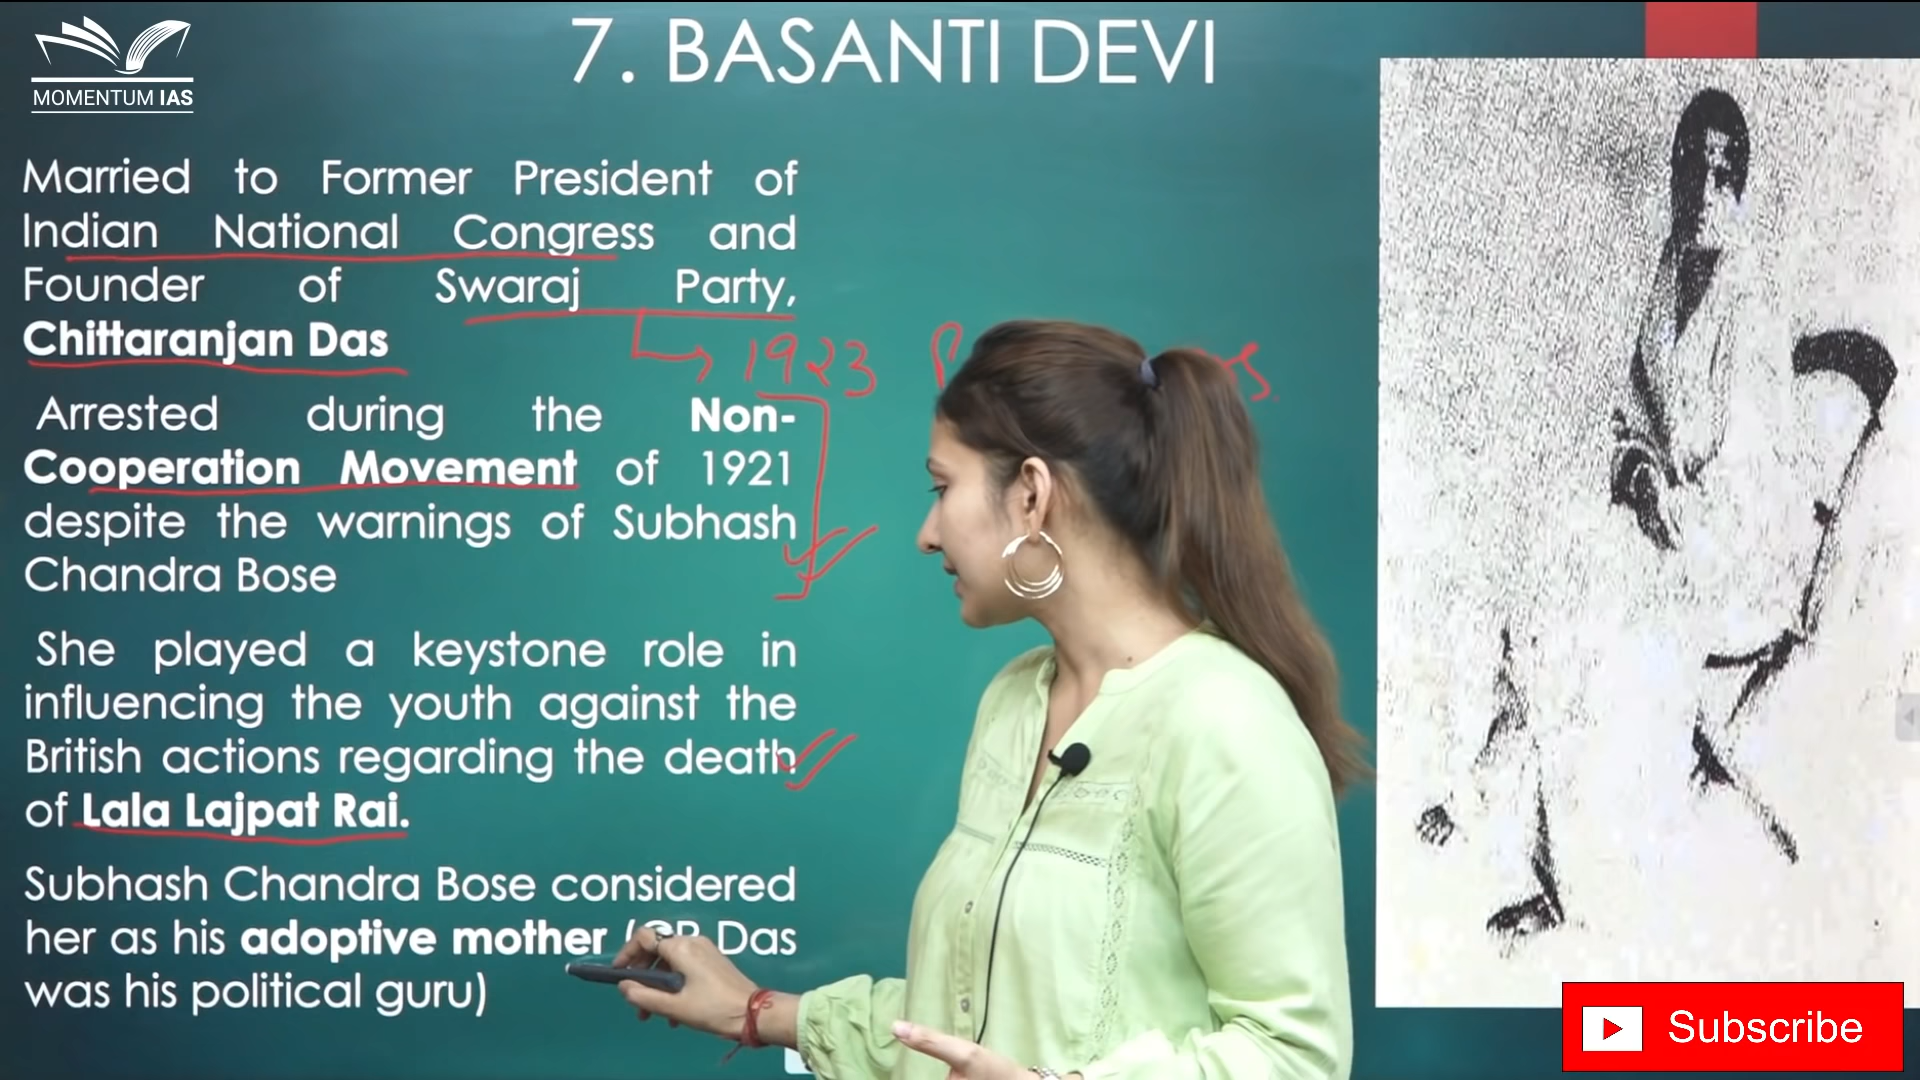 MOMENTUM IAS
7. BASANTI DEVI
Married to Former President of
Indian National Congress and
Founder of Swaraj Party,
Chittaranjan Das
1923
Arrested during the Non-
Cooperation Movement of 1921
despite the warnings of Subhash
Chandra Bose
She played a keystone role in
influencing the youth against the
British actions regarding the death
of Lala Lajpat Rai.
Subhash Chandra Bose considered
her as his adoptive mother Das
was his political guru)
Subscribe